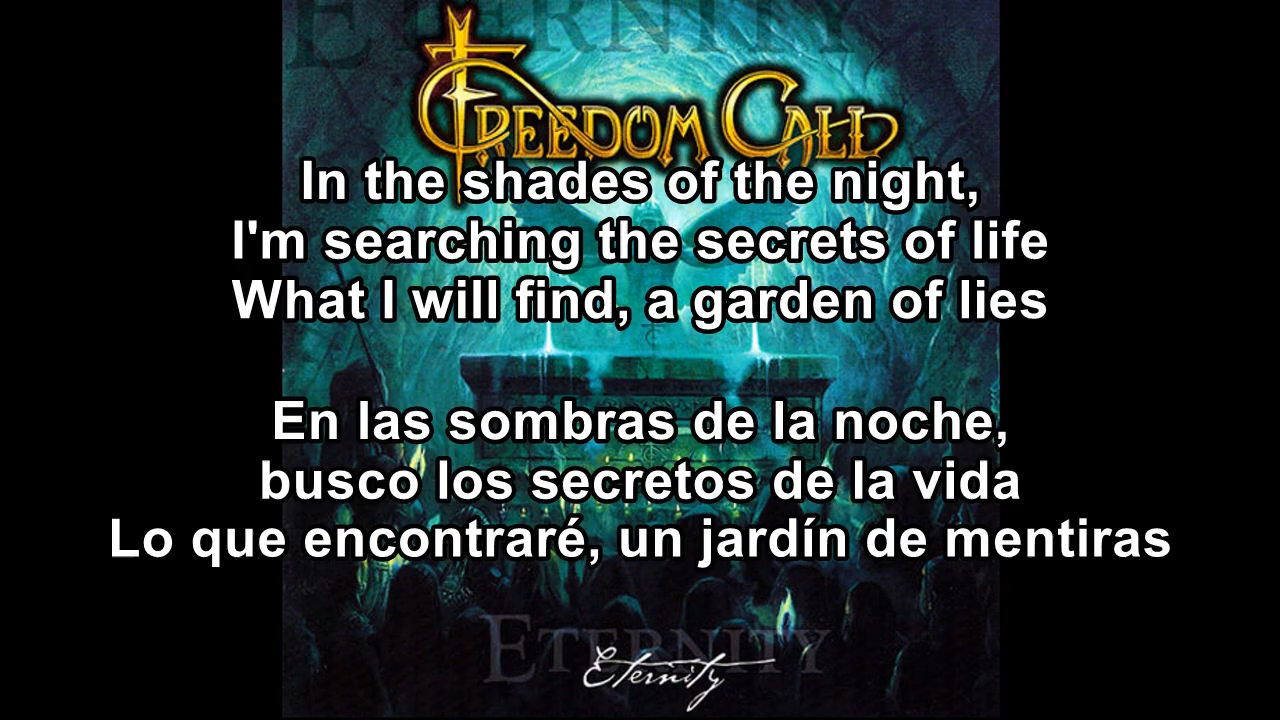 ETERNITY
FREEDOM CALL
In the shades of the night,
I'm searching the secrets of life
What I will find, a garden of lies
En las sombras de la noche,
busco los secretos de la vida
Lo que encontraré, un jardín de mentiras
ETERNITY
Eternity